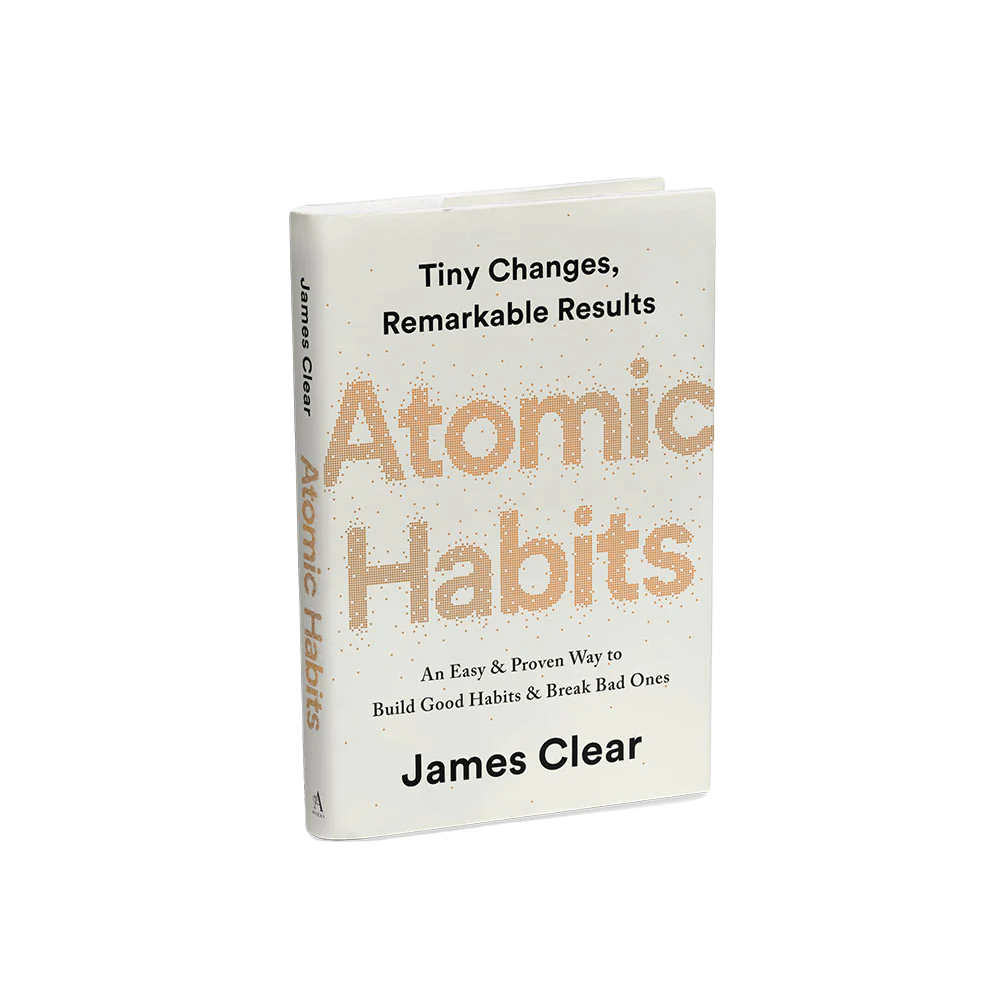 Tiny Changes,
Remarkable Results
Atomic
Habits
An Easy & Proven Way to
Build Good Habits & Break Bad Ones
James Clear
James Clear
Atomic Habits
A
AVERY